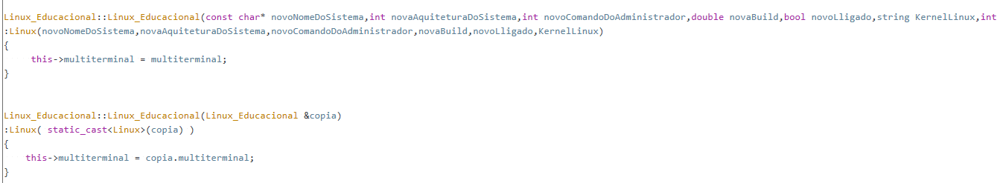 Linux_Educacional::Linux_Educacional(const char* novoNomeDoSistema,int novaAquiteturaDoSistema,int novoComandoDoAdministrador,double novaBuild,bool novoLligado,string KernelLinux,int
:Linux(novoNomeDoSistema,novaAquiteturaDoSistema,novoComandoDoAdministrador,novaBuild,novoLligado,KernelLinux)
{
this->multiterminal = multiterminal;
}
Linux_Educacional::Linux_Educacional(Linux_Educacional &copia)
:Linux( static_cast<Linux>(copia) )
{
this->multiterminal = copia.multiterminal;
}